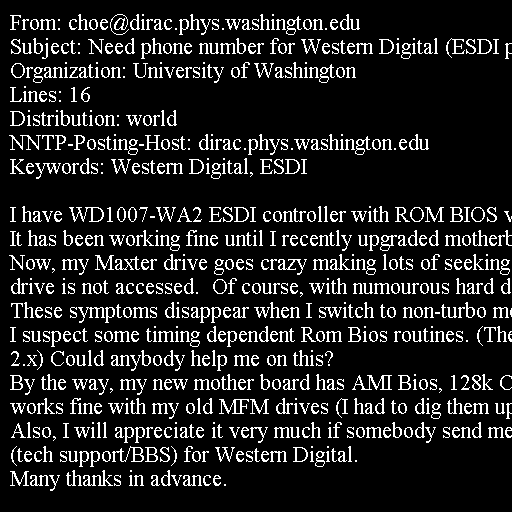 From: choe@dirac.phys.washington.edu
Subject: Need phone number for Western Digital (ESDI p
Organization: University of Washington
Lines: 16
Distribution: world
NNTP-Posting-Host: dirac.phys.washington.edu
Keywords: Western Digital, ESDI

I have WD1007-WA2 ESDI controller with ROM BIOS v
It has been working fine until I recently upgraded motherb
Now, my Maxter drive goes crazy making lots of seeking
drive is not accessed.  Of course, with numourous hard d
These symptoms disappear when I switch to non-turbo m
I suspect some timing dependent Rom Bios routines. (The
2.x) Could anybody help me on this?
By the way, my new mother board has AMI Bios, 128k C
works fine with my old MFM drives (I had to dig them up
Also, I will appreciate it very much if somebody send me
(tech support/BBS) for Western Digital.
Many thanks in advance.